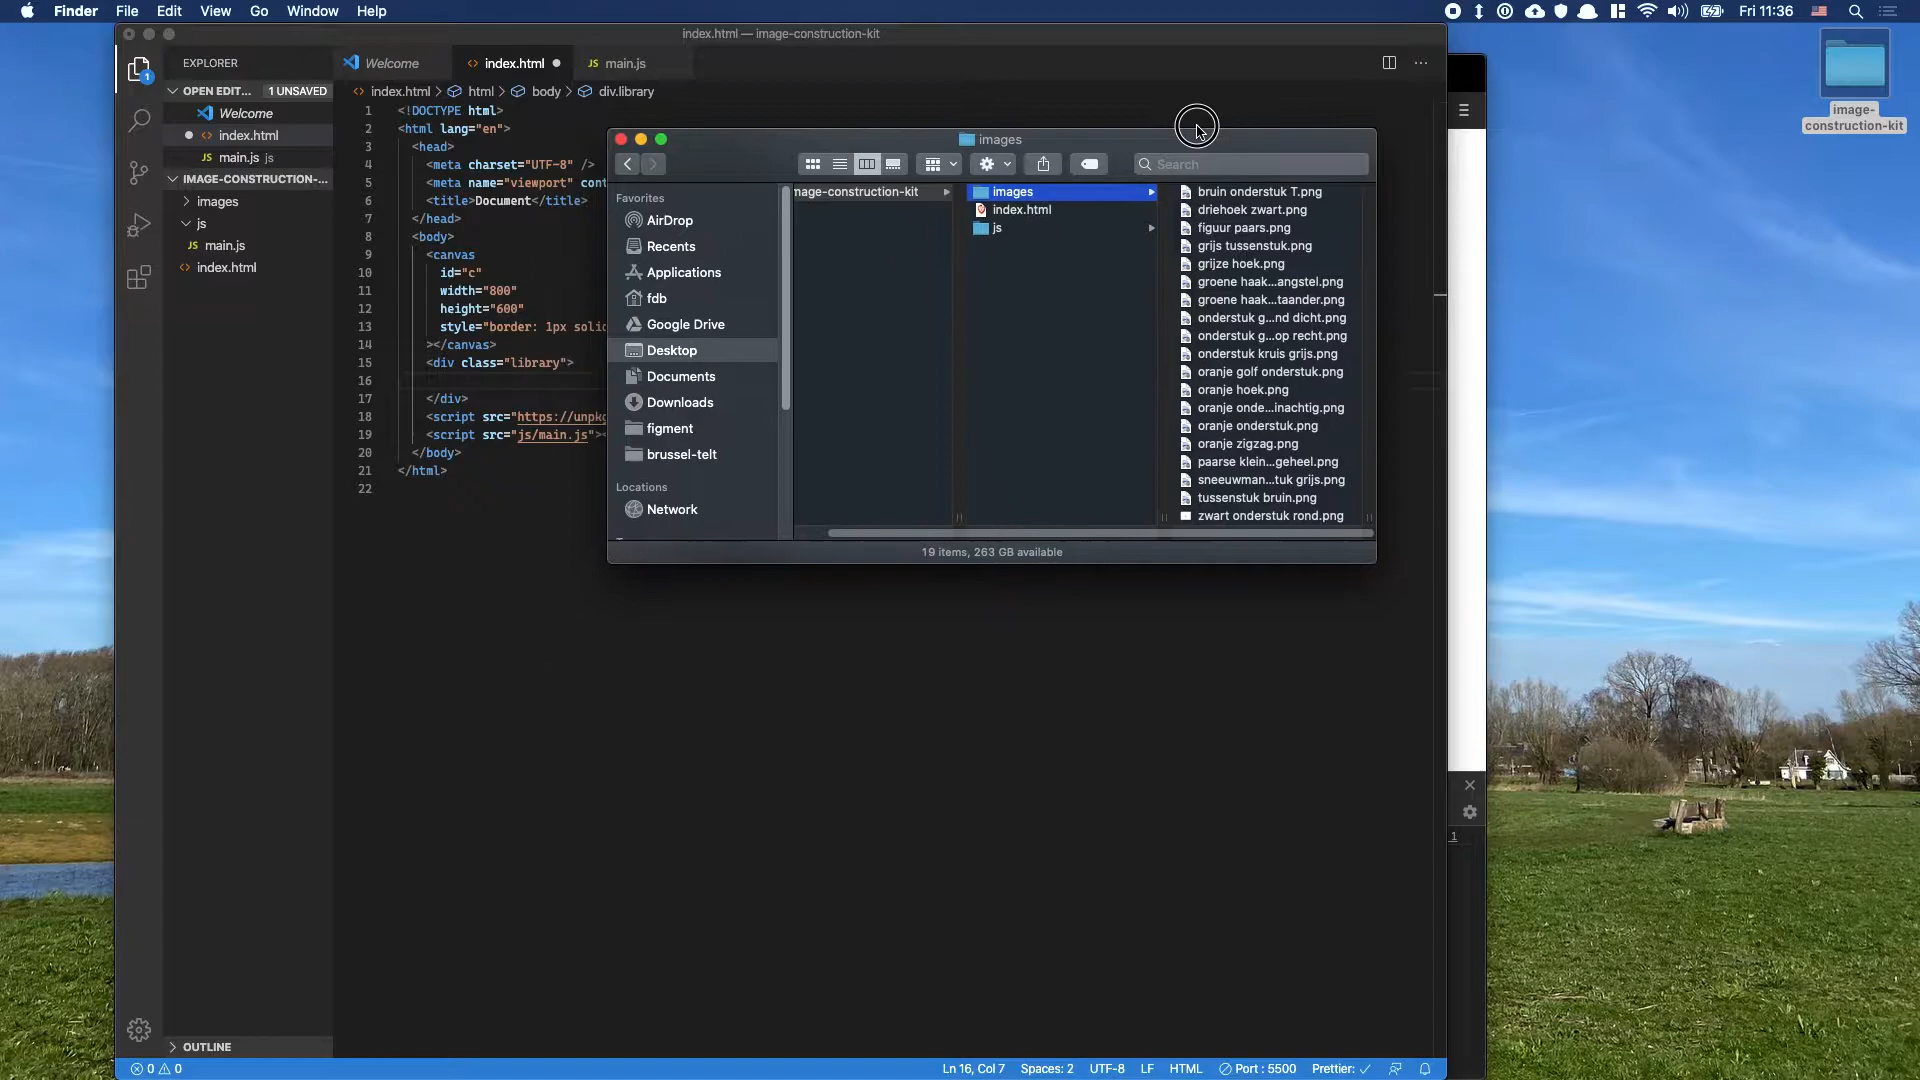 Finder File Edit View Go Window Help
Fri 11:36
index.html — image-construction-kit
EXPLORER
Welcome
index.html
JS main.js
OPEN EDIT... 1 UNSAVED
Welcome
index.html
main.js js
IMAGE-CONSTRUCTION-...
images
js
JS main.js
index.html
OUTLINE
index.html > html > body > div.library
1 <!DOCTYPE html>
2 <html lang="en">
3 <head>
4 <meta charset="UTF-8" />
5 <meta name="viewport" cont
6 <title>Document</title>
7 </head>
8 <body>
9 <canvas
10 id="c"
11 width="800"
12 height="600"
13 style="border: 1px solid
14 ></canvas>
15 <div class="library">
16
17 </div>
18 <script src="https://unpkg
19 <script src="js/main.js"><
20 </body>
21 </html>
22
images
Search
Favorites
AirDrop
Recents
Applications
fdb
Google Drive
Desktop
Documents
Downloads
figment
brussel-telt
Locations
Network
mage-construction-kit
images
index.html
js
bruin onderstuk T.png
driehoek zwart.png
figuur paars.png
grijs tussenstuk.png
grijze hoek.png
groene haak...angstel.png
groene haak...taander.png
onderstuk g...nd dicht.png
onderstuk g...op recht.png
onderstuk kruis grijs.png
oranje golf onderstuk.png
oranje hoek.png
oranje onde...inachtig.png
oranje onderstuk.png
oranje zigzag.png
paarse klein...geheel.png
sneeuwman...tuk grijs.png
tussenstuk bruin.png
zwart onderstuk rond.png
19 items, 263 GB available
image-
construction-kit
1
0 0
Ln 16, Col 7 Spaces: 2 UTF-8 LF HTML Port : 5500 Prettier: ✓